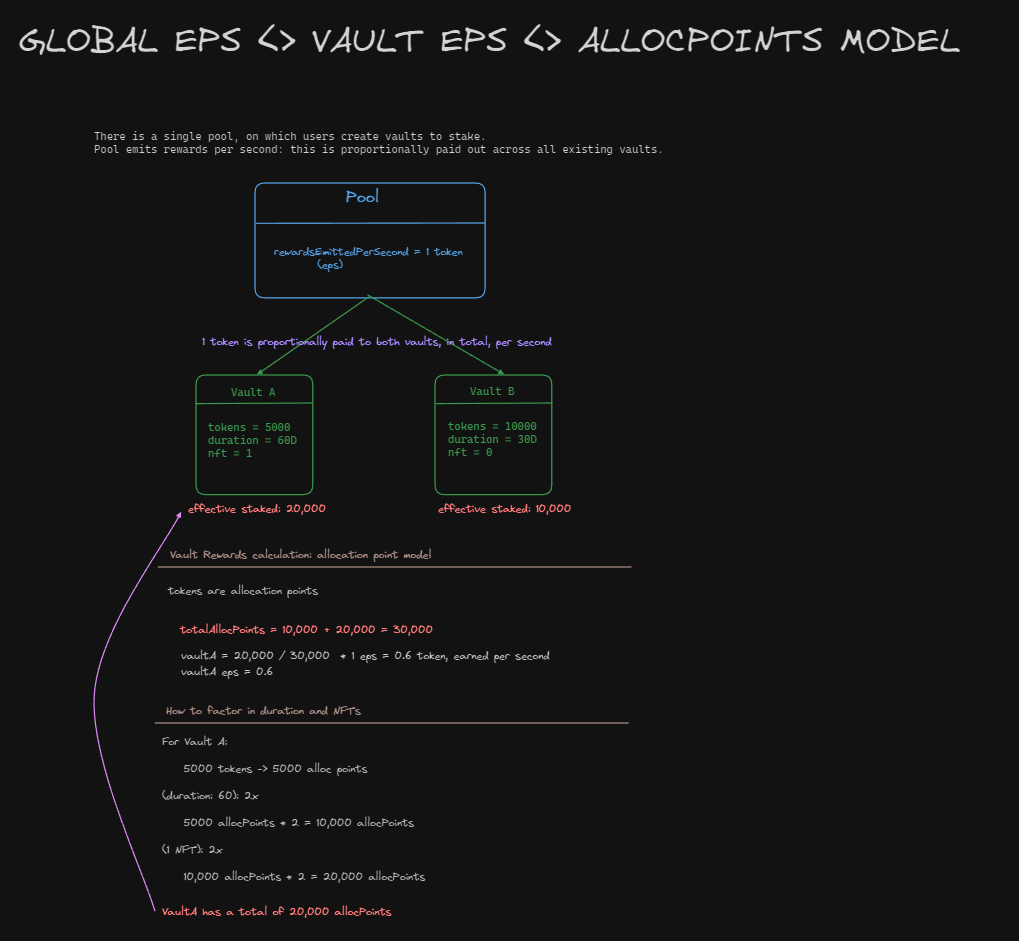 GLOBAL EPS <> VAULT EPS <> ALLOCPOINTS MODEL
There is a single pool, on which users create vaults to stake.
Pool emits rewards per second: this is proportionally paid out across all existing vaults.
Pool
rewardsEmittedPerSecond = 1 token
(eps)
1 token is proportionally paid to both vaults, in total, per second
Vault A
tokens = 5000
duration = 60D
nft = 1
effective staked: 20,000
Vault B
tokens = 10000
duration = 30D
nft = 0
effective staked: 10,000
Vault Rewards calculation: allocation point model
tokens are allocation points
totalAllocPoints = 10,000 + 20,000 = 30,000
vaultA = 20,000 / 30,000 * 1 eps = 0.6 token, earned per second
vaultA eps = 0.6
How to factor in duration and NFTs
For Vault A:
5000 tokens -> 5000 alloc points
(duration: 60): 2x
5000 allocPoints * 2 = 10,000 allocPoints
(1 NFT): 2x
10,000 allocPoints * 2 = 20,000 allocPoints
VaultA has a total of 20,000 allocPoints